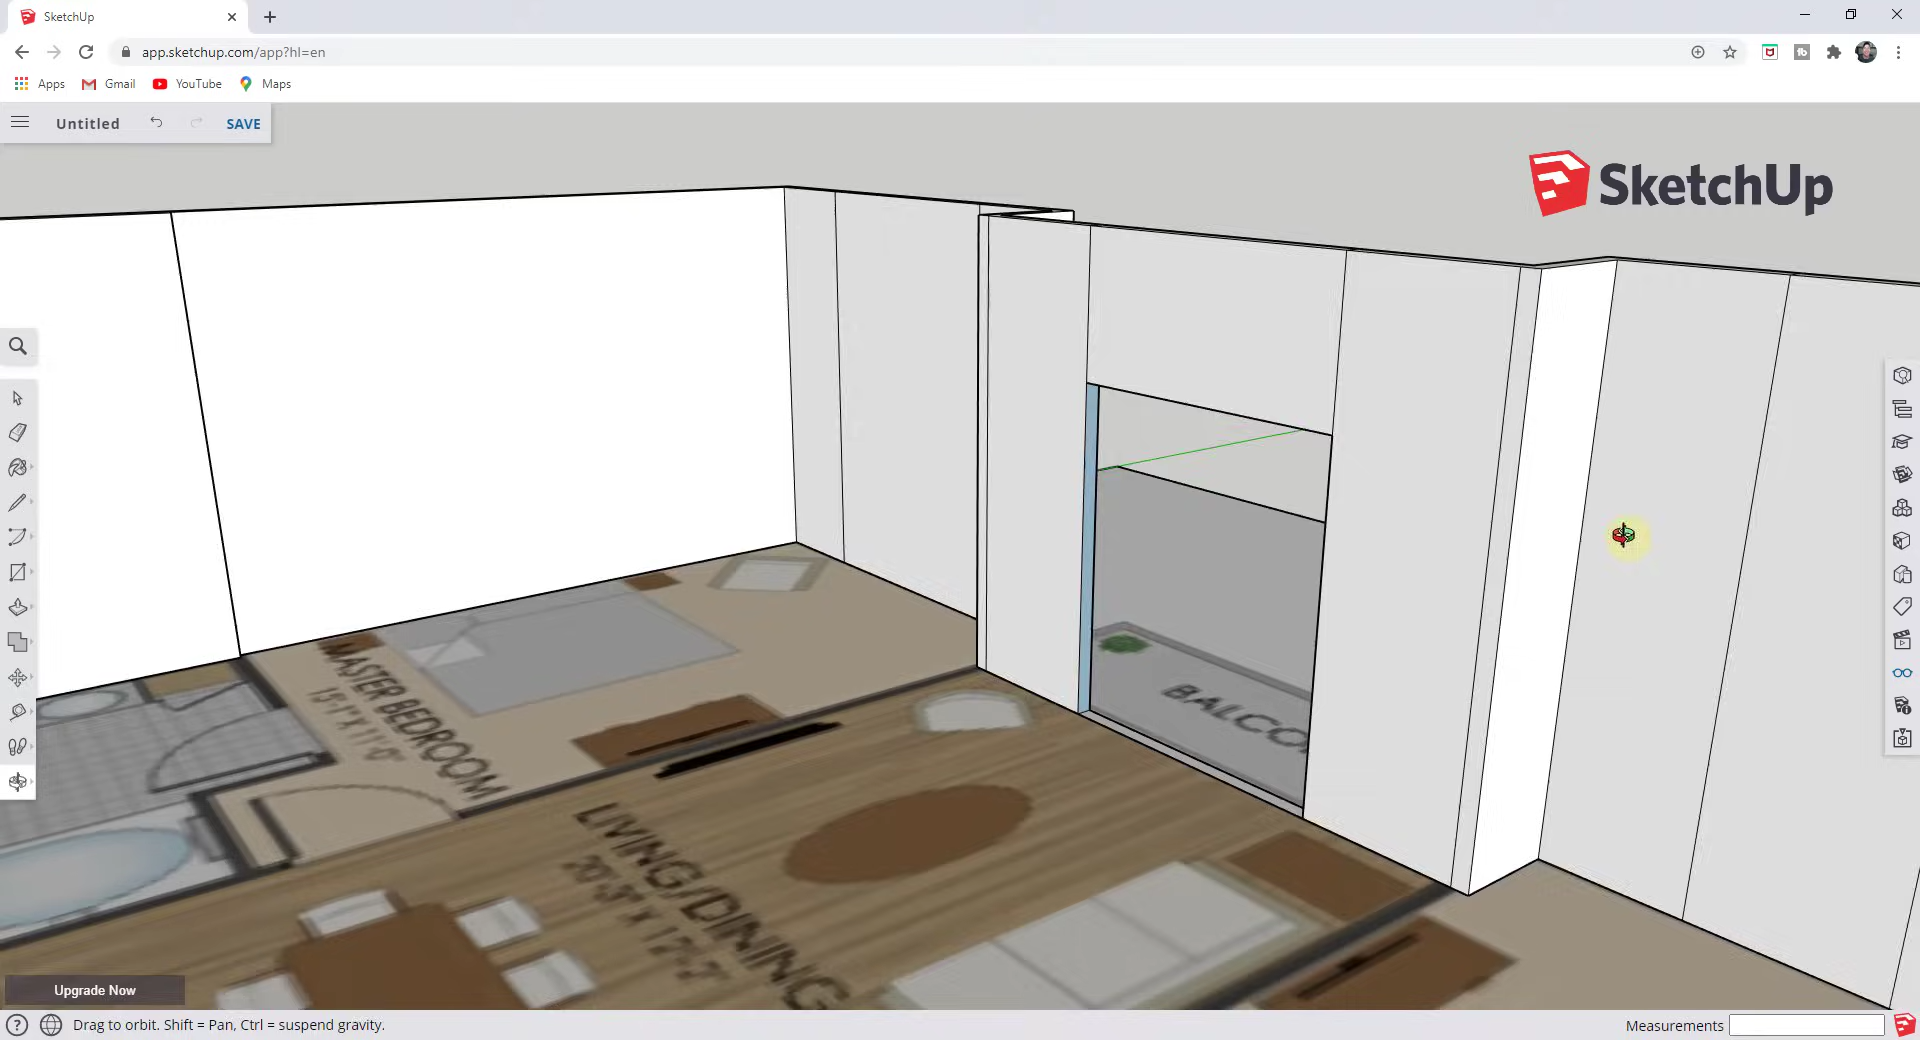 SketchUp
app.sketchup.com/app?hl=en
Apps Gmail YouTube Maps
Untitled SAVE
SketchUp
MASTER BEDROOM
BALCO
LIVING/DINING
Upgrade Now
Drag to orbit. Shift = Pan, Ctrl = suspend gravity.
Measurements